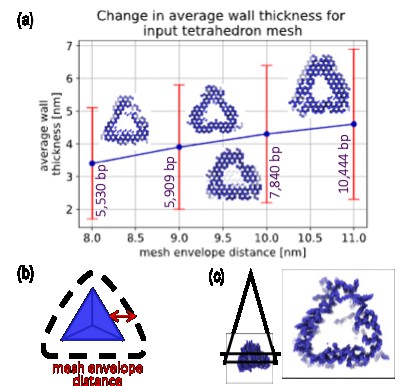 (a)
Change in average wall thickness for
input tetrahedron mesh
average wall
thickness [nm]
7
6
5
4
3
2
5,530 bp
5,909 bp
7,840 bp
10,444 bp
8.0 8.5 9.0 9.5 10.0 10.5 11.0
mesh envelope distance [nm]
(b)
mesh envelope
distance
(c)